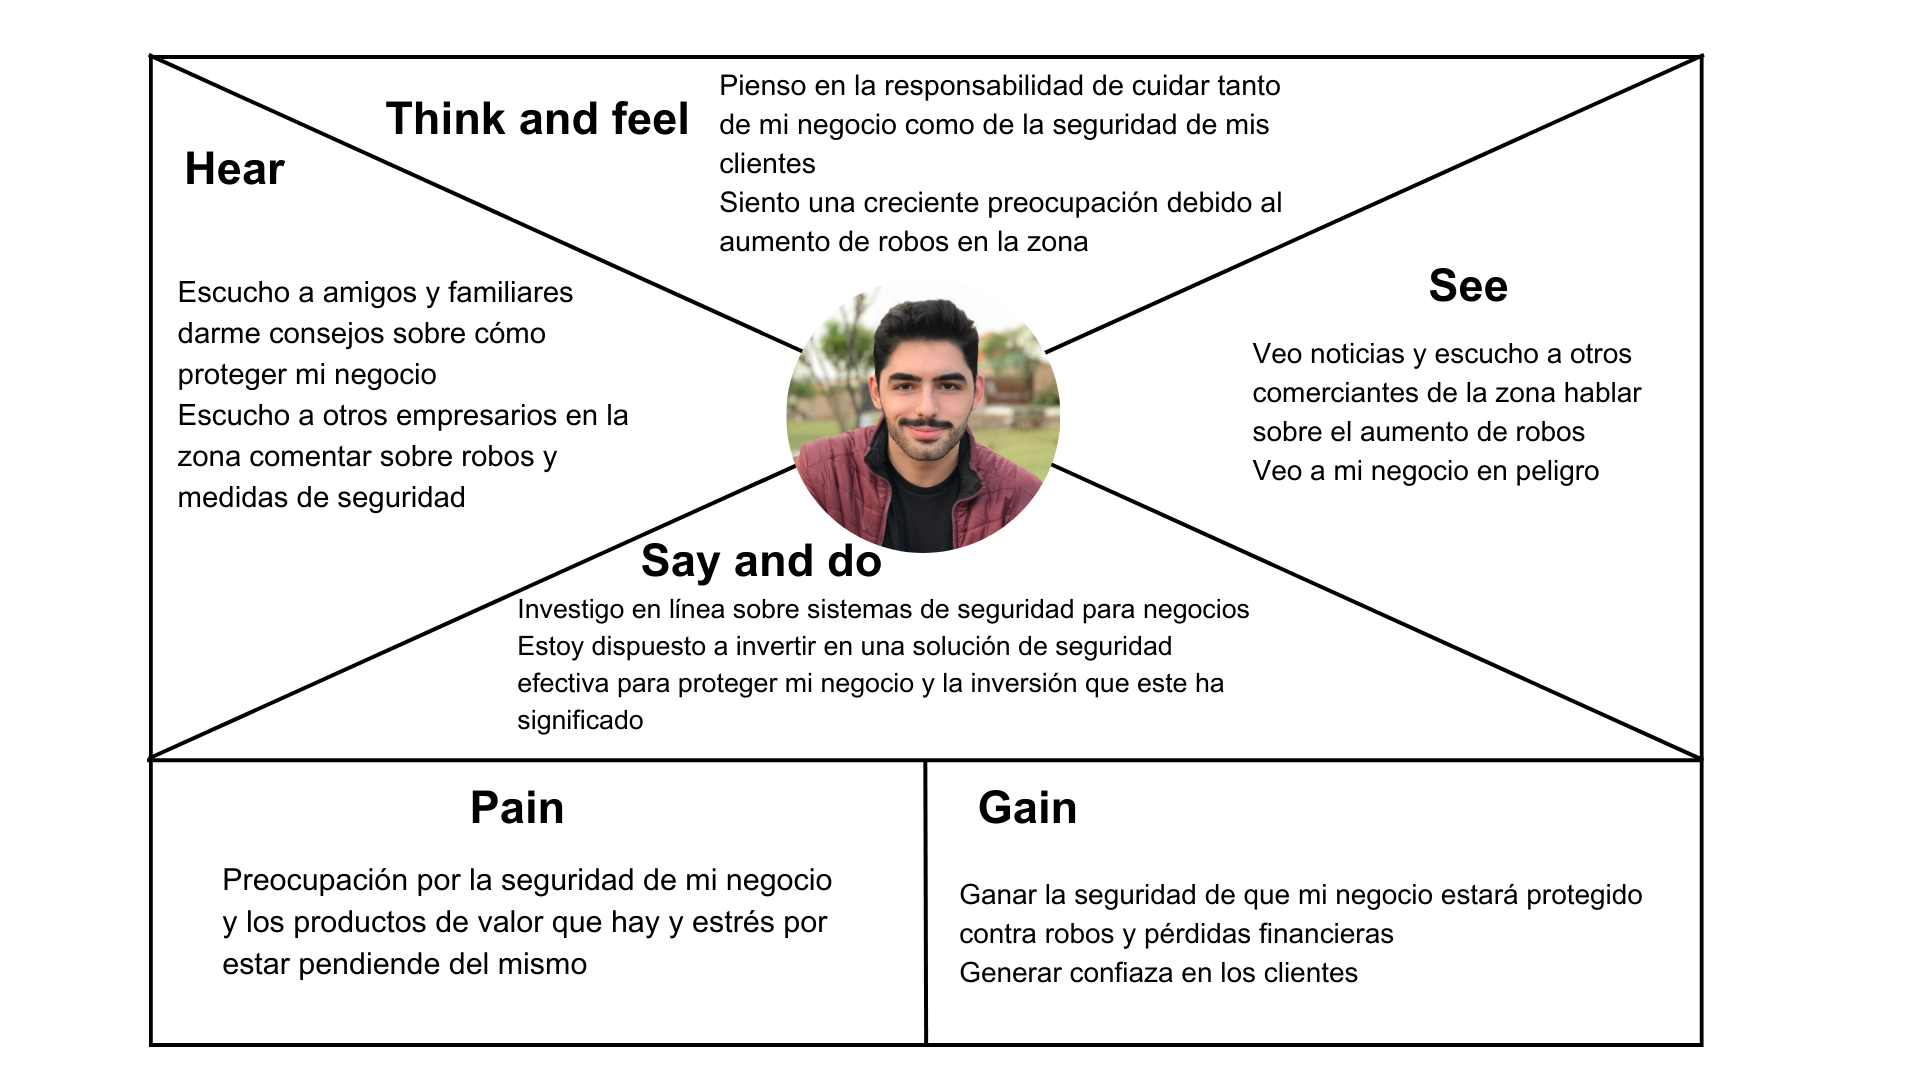 Think and feel
Pienso en la responsabilidad de cuidar tanto
de mi negocio como de la seguridad de mis
clientes
Siento una creciente preocupación debido al
aumento de robos en la zona
Hear
Escucho a amigos y familiares
darme consejos sobre cómo
proteger mi negocio
Escucho a otros empresarios en la
zona comentar sobre robos y
medidas de seguridad
See
Veo noticias y escucho a otros
comerciantes de la zona hablar
sobre el aumento de robos
Veo a mi negocio en peligro
Say and do
Investigo en línea sobre sistemas de seguridad para negocios
Estoy dispuesto a invertir en una solución de seguridad
efectiva para proteger mi negocio y la inversión que este ha
significado
Pain
Preocupación por la seguridad de mi negocio
y los productos de valor que hay y estrés por
estar pendiende del mismo
Gain
Ganar la seguridad de que mi negocio estará protegido
contra robos y pérdidas financieras
Generar confiaza en los clientes